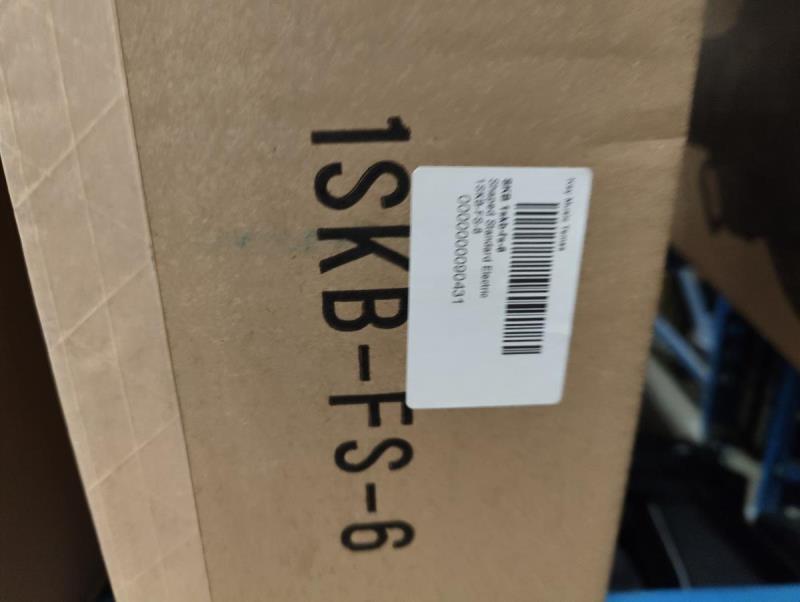 1SKB-FS-6
SKB 1skb-fs-6
Shaped Standard Electric
1SKB-FS-6
0000000090431